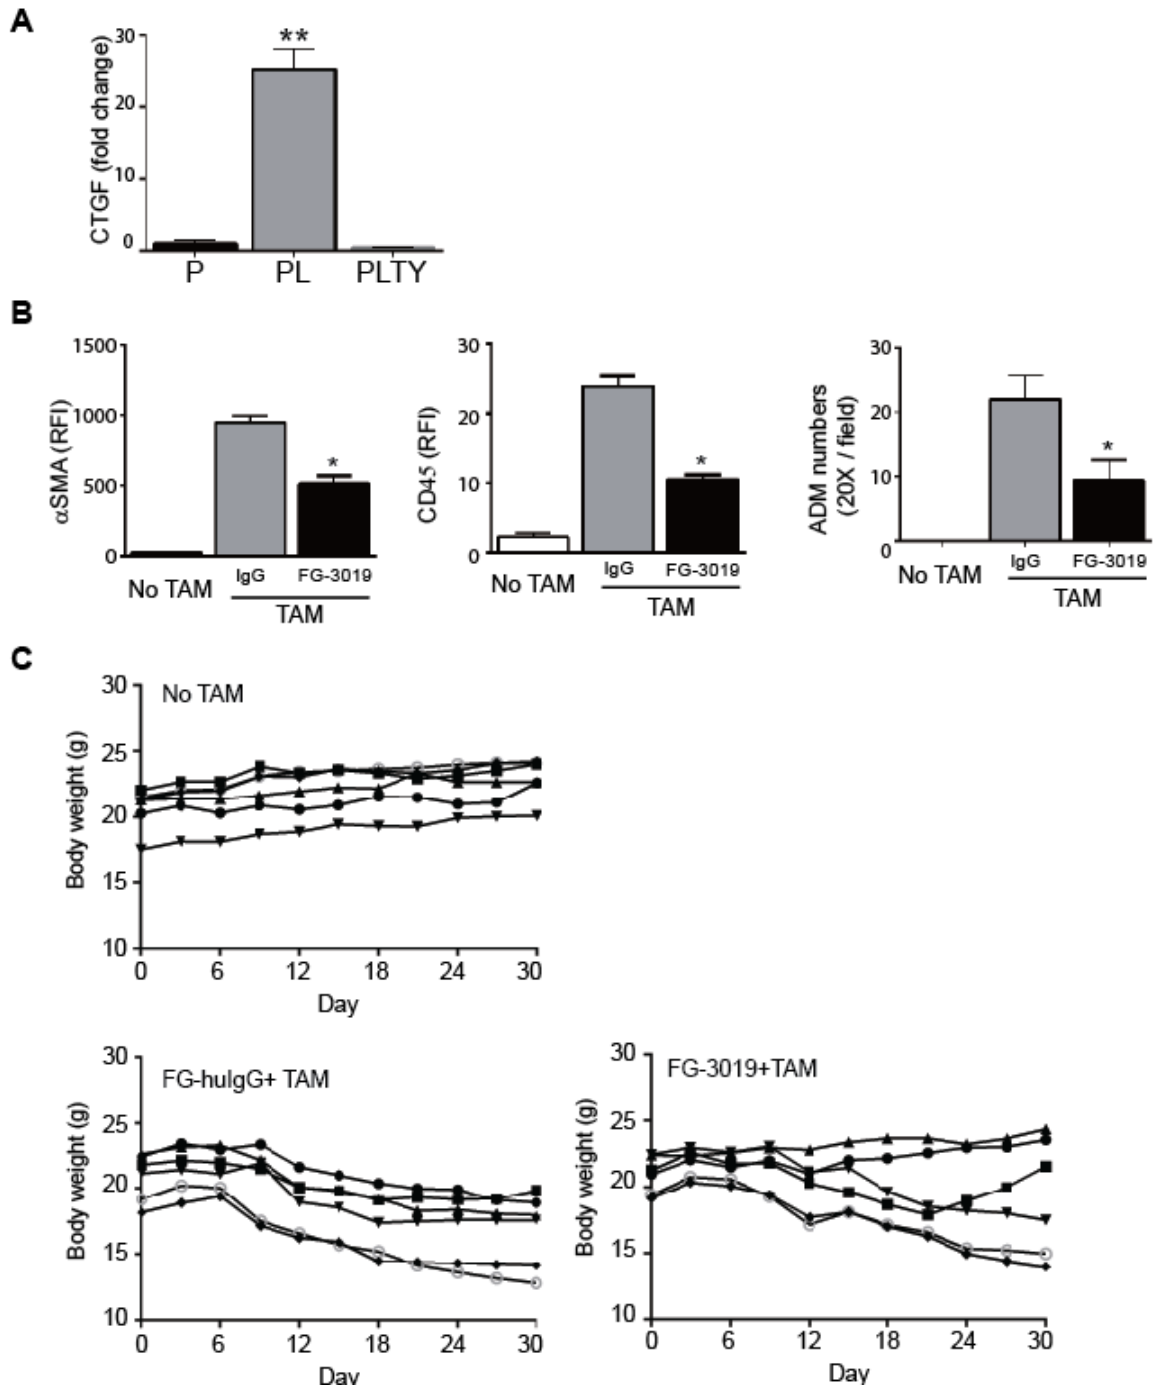 A
CTGF (fold change)
30
20
10
0
**
P PL PLTY
B
αSMA (RFI)
1500
1000
500
0
*
No TAM IgG FG-3019
TAM
CD45 (RFI)
30
20
10
0
*
No TAM IgG FG-3019
TAM
ADM numbers
(20X / field)
30
20
10
0
*
No TAM IgG FG-3019
TAM
C
No TAM
Body weight (g)
30
25
20
15
10
0 6 12 18 24 30
Day
FG-huIgG+ TAM
Body weight (g)
30
25
20
15
10
0 6 12 18 24 30
Day
FG-3019+TAM
Body weight (g)
30
25
20
15
10
0 6 12 18 24 30
Day